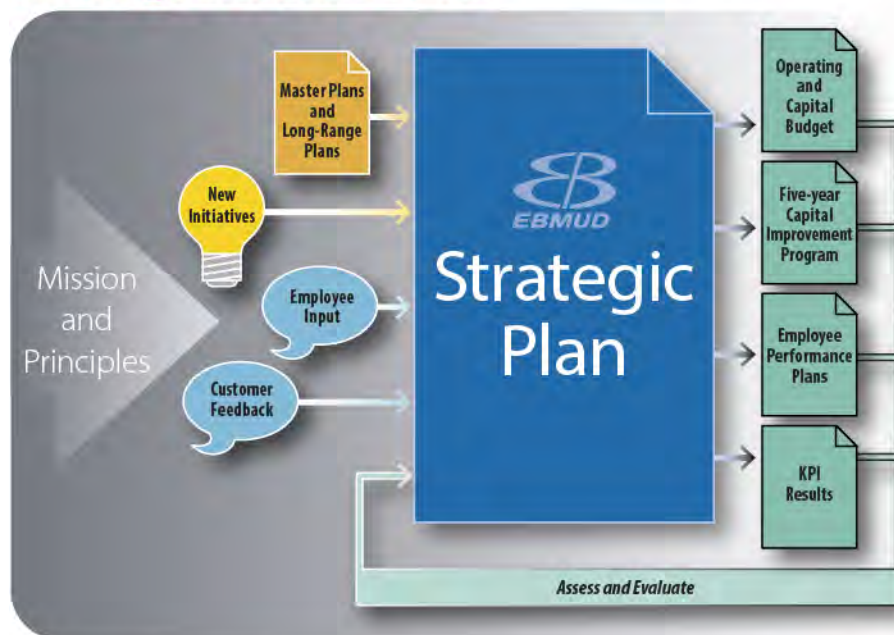 Mission
and
Principles
Master Plans
and
Long-Range
Plans
New
Initiatives
Employee
Input
Customer
Feedback
EBMUD
Strategic
Plan
Operating
and
Capital
Budget
Five-year
Capital
Improvement
Program
Employee
Performance
Plans
KPI
Results
Assess and Evaluate